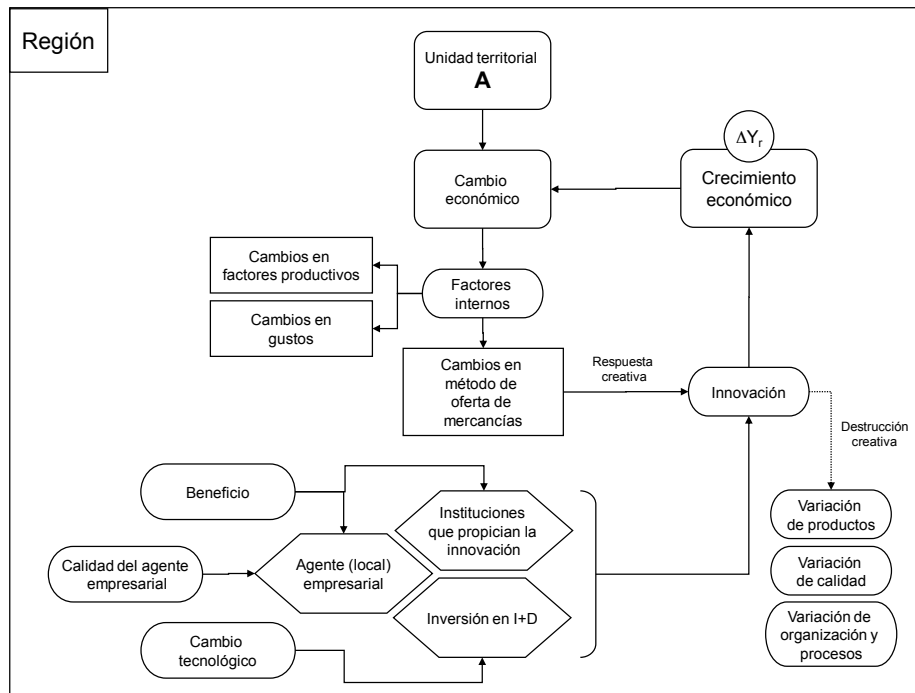 Región
Unidad territorial
A
ΔYr
Crecimiento
económico
Cambio
económico
Cambios en
factores productivos
Factores
internos
Cambios en
gustos
Cambios en
método de
oferta de
mercancías
Respuesta
creativa
Innovación
Destrucción
creativa
Beneficio
Instituciones
que propician la
innovación
Variación
de productos
Calidad del agente
empresarial
Agente (local)
empresarial
Variación
de calidad
Inversión en I+D
Cambio
tecnológico
Variación de
organización y
procesos